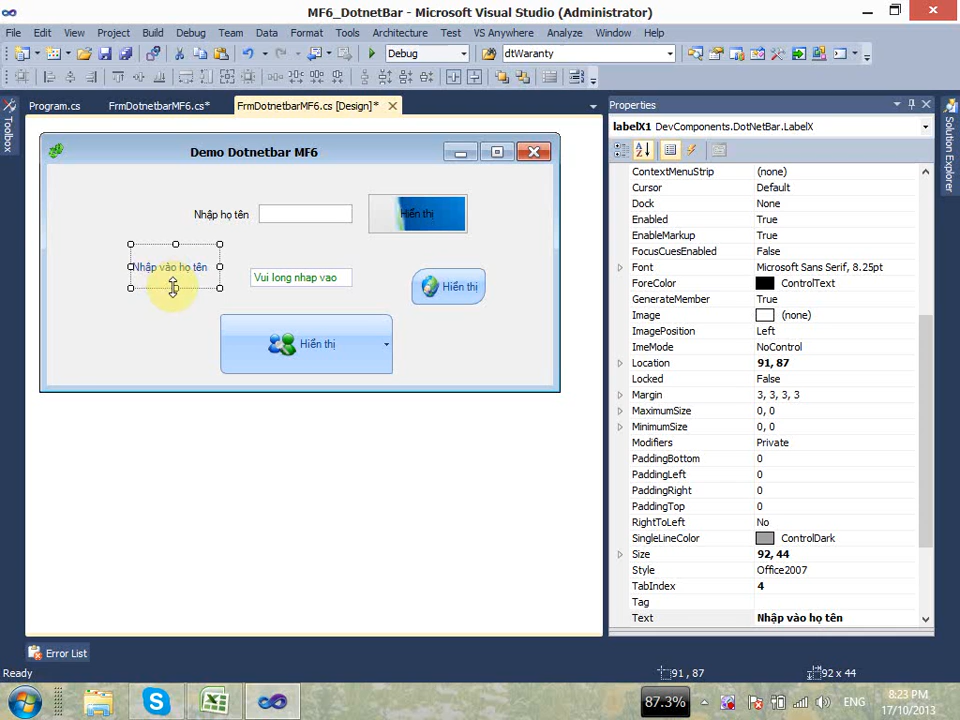 MF6_DotnetBar - Microsoft Visual Studio (Administrator)
File Edit View Project Build Debug Team Data Format Tools Architecture Test VS Anywhere Analyze Window Help
Debug dtWaranty
Program.cs FrmDotnetbarMF6.cs* FrmDotnetbarMF6.cs [Design]*
Toolbox
Demo Dotnetbar MF6
Nhập họ tên Hiển thị
Nhập vào họ tên Vui long nhap vao Hiển thị
Hiển thị
Properties
labelX1 DevComponents.DotNetBar.LabelX
ContextMenuStrip (none)
Cursor Default
Dock None
Enabled True
EnableMarkup True
FocusCuesEnabled False
Font Microsoft Sans Serif, 8.25pt
ForeColor ControlText
GenerateMember True
Image (none)
ImagePosition Left
ImeMode NoControl
Location 91, 87
Locked False
Margin 3, 3, 3, 3
MaximumSize 0, 0
MinimumSize 0, 0
Modifiers Private
PaddingBottom 0
PaddingLeft 0
PaddingRight 0
PaddingTop 0
RightToLeft No
SingleLineColor ControlDark
Size 92, 44
Style Office2007
TabIndex 4
Tag
Text Nhập vào họ tên
Solution Explorer
Error List
Ready 91 , 87 92 x 44
87.3% ENG 8:23 PM
17/10/2013